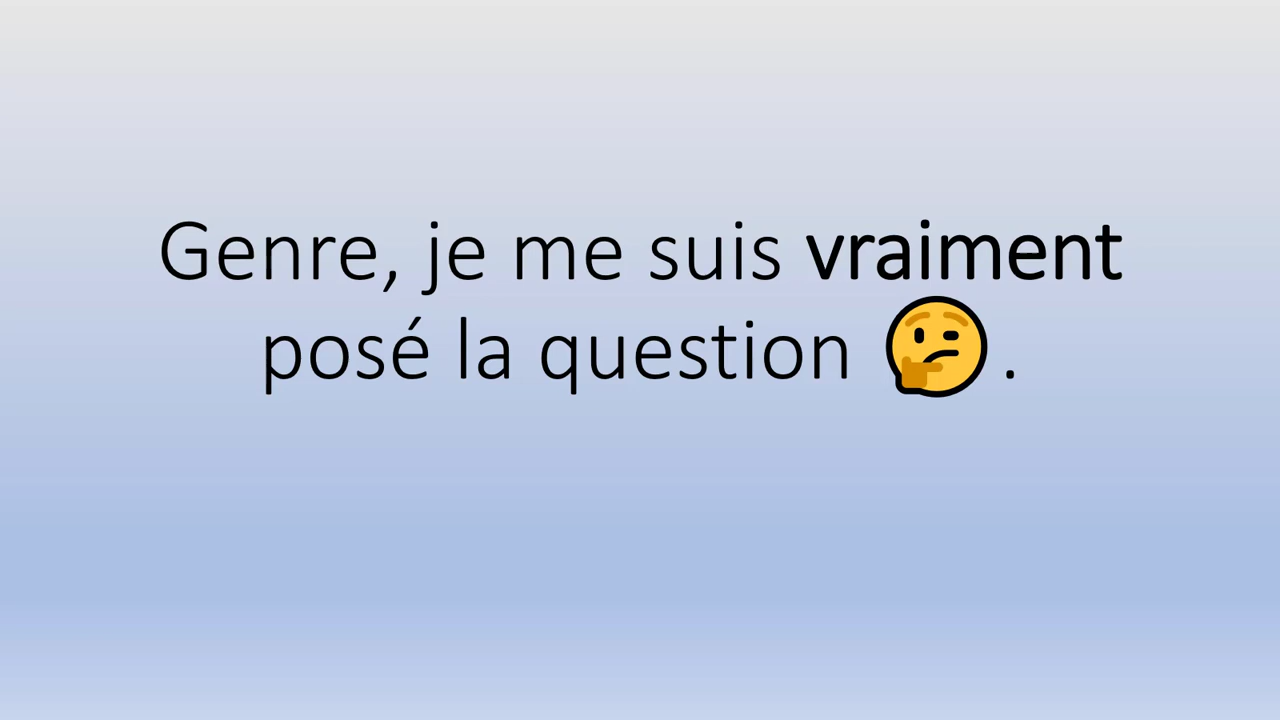 Genre, je me suis vraiment
posé la question 🤔.